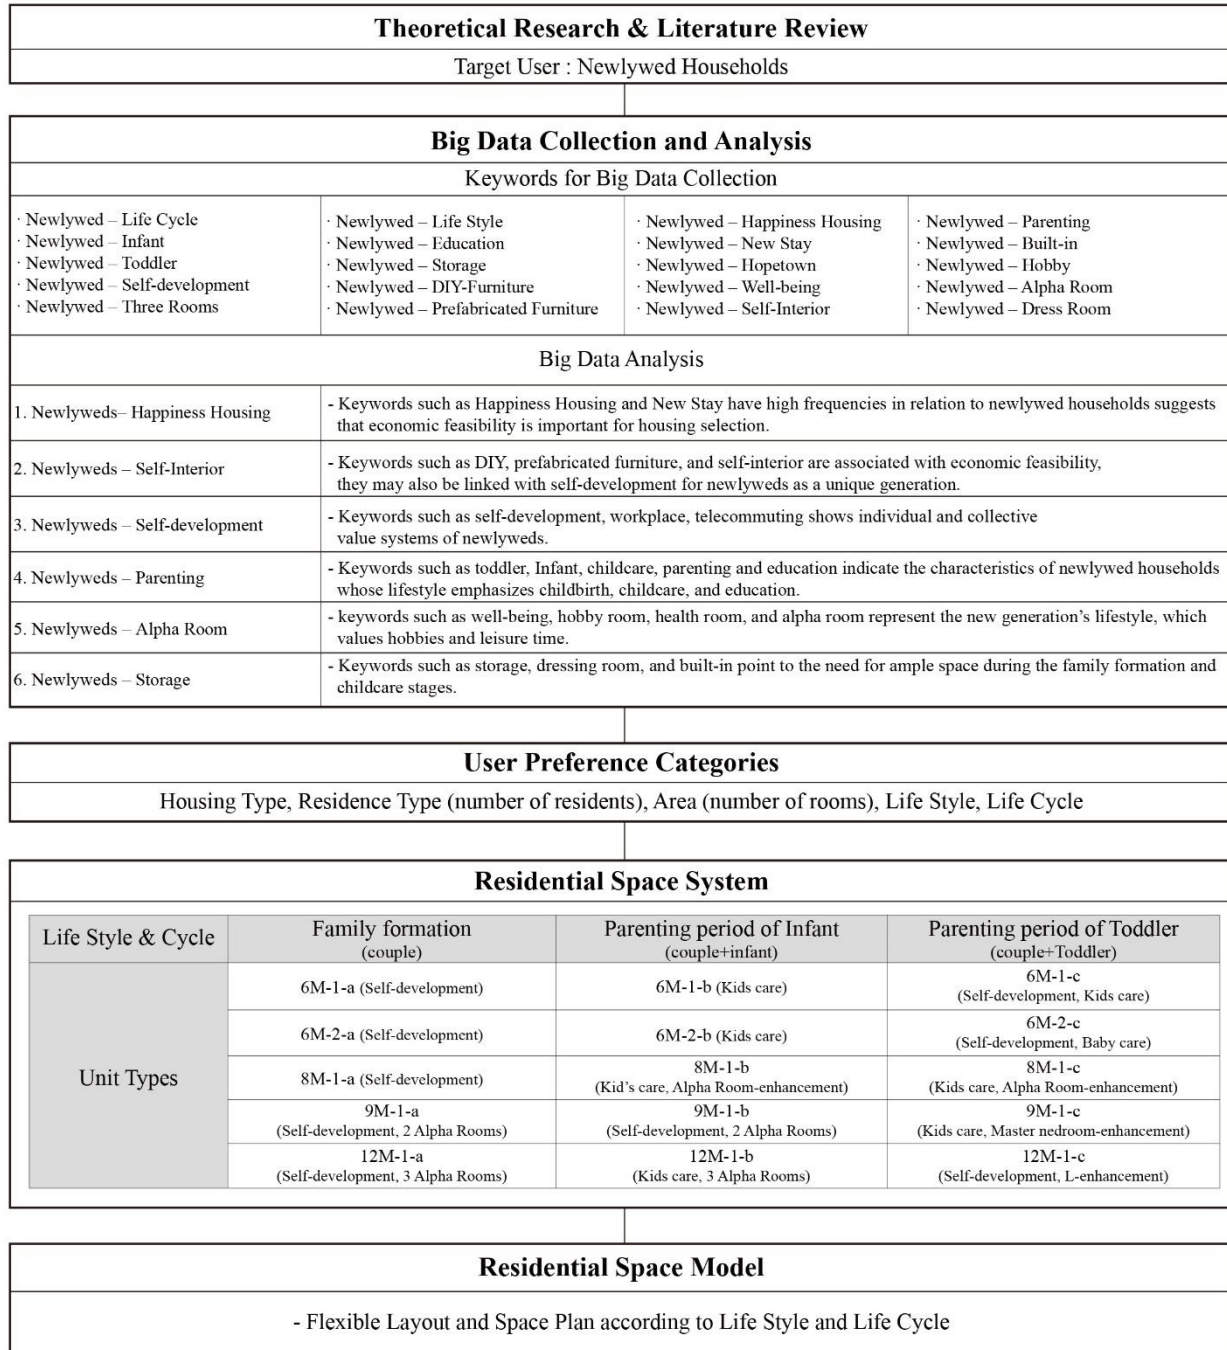 Theoretical Research & Literature Review
Target User : Newlywed Households
Big Data Collection and Analysis
Keywords for Big Data Collection
· Newlywed – Life Cycle
· Newlywed – Infant
· Newlywed – Toddler
· Newlywed – Self-development
· Newlywed – Three Rooms
· Newlywed – Life Style
· Newlywed – Education
· Newlywed – Storage
· Newlywed – DIY-Furniture
· Newlywed – Prefabricated Furniture
· Newlywed – Happiness Housing
· Newlywed – New Stay
· Newlywed – Hopetown
· Newlywed – Well-being
· Newlywed – Self-Interior
· Newlywed – Parenting
· Newlywed – Built-in
· Newlywed – Hobby
· Newlywed – Alpha Room
· Newlywed – Dress Room
Big Data Analysis
1. Newlyweds– Happiness Housing
- Keywords such as Happiness Housing and New Stay have high frequencies in relation to newlywed households suggests
that economic feasibility is important for housing selection.
2. Newlyweds – Self-Interior
- Keywords such as DIY, prefabricated furniture, and self-interior are associated with economic feasibility,
they may also be linked with self-development for newlyweds as a unique generation.
3. Newlyweds – Self-development
- Keywords such as self-development, workplace, telecommuting shows individual and collective
value systems of newlyweds.
4. Newlyweds – Parenting
- Keywords such as toddler, Infant, childcare, parenting and education indicate the characteristics of newlywed households
whose lifestyle emphasizes childbirth, childcare, and education.
5. Newlyweds – Alpha Room
- keywords such as well-being, hobby room, health room, and alpha room represent the new generation's lifestyle, which
values hobbies and leisure time.
6. Newlyweds – Storage
- Keywords such as storage, dressing room, and built-in point to the need for ample space during the family formation and
childcare stages.
User Preference Categories
Housing Type, Residence Type (number of residents), Area (number of rooms), Life Style, Life Cycle
Residential Space System
Life Style & Cycle
Family formation
(couple)
Parenting period of Infant
(couple+infant)
Parenting period of Toddler
(couple+Toddler)
Unit Types
6M-1-a (Self-development)
6M-1-b (Kids care)
6M-1-c
(Self-development, Kids care)
6M-2-a (Self-development)
6M-2-b (Kids care)
6M-2-c
(Self-development, Baby care)
8M-1-a (Self-development)
8M-1-b
(Kid's care, Alpha Room-enhancement)
8M-1-c
(Kids care, Alpha Room-enhancement)
9M-1-a
(Self-development, 2 Alpha Rooms)
9M-1-b
(Self-development, 2 Alpha Rooms)
9M-1-c
(Kids care, Master nedroom-enhancement)
12M-1-a
(Self-development, 3 Alpha Rooms)
12M-1-b
(Kids care, 3 Alpha Rooms)
12M-1-c
(Self-development, L-enhancement)
Residential Space Model
- Flexible Layout and Space Plan according to Life Style and Life Cycle